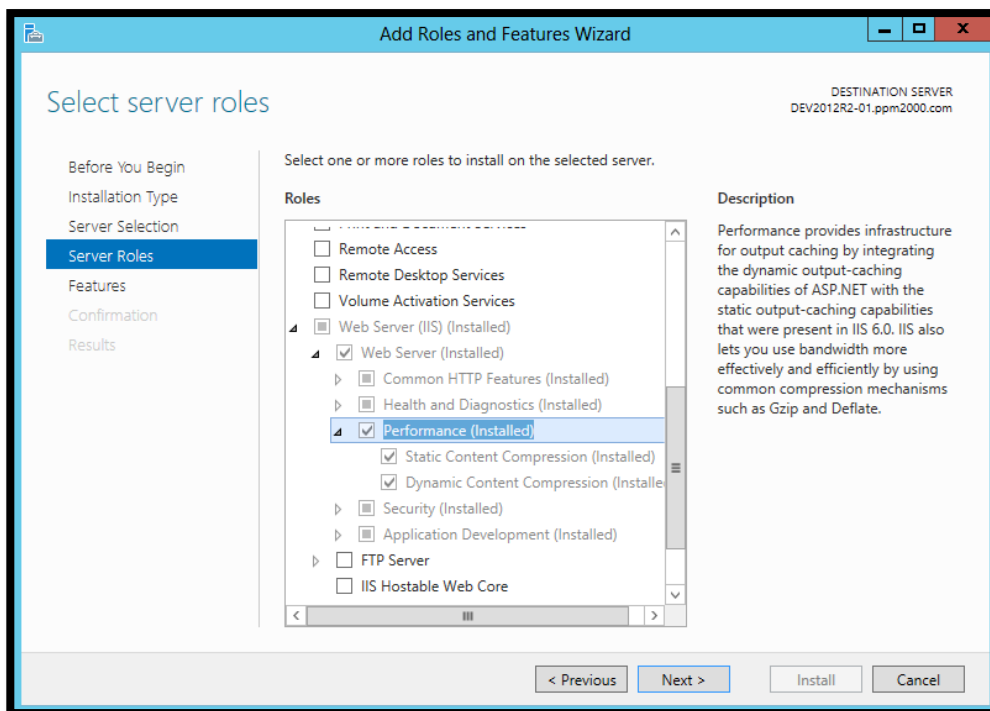 Add Roles and Features Wizard
Select server roles
DESTINATION SERVER
DEV2012R2-01.ppm2000.com
Before You Begin
Installation Type
Server Selection
Server Roles
Features
Confirmation
Results
Select one or more roles to install on the selected server.
Roles
Print and Document Services
Remote Access
Remote Desktop Services
Volume Activation Services
Web Server (IIS) (Installed)
Web Server (Installed)
Common HTTP Features (Installed)
Health and Diagnostics (Installed)
Performance (Installed)
Static Content Compression (Installed)
Dynamic Content Compression (Installe
Security (Installed)
Application Development (Installed)
FTP Server
IIS Hostable Web Core
Description
Performance provides infrastructure
for output caching by integrating
the dynamic output-caching
capabilities of ASP.NET with the
static output-caching capabilities
that were present in IIS 6.0. IIS also
lets you use bandwidth more
effectively and efficiently by using
common compression mechanisms
such as Gzip and Deflate.
< Previous
Next >
Install
Cancel